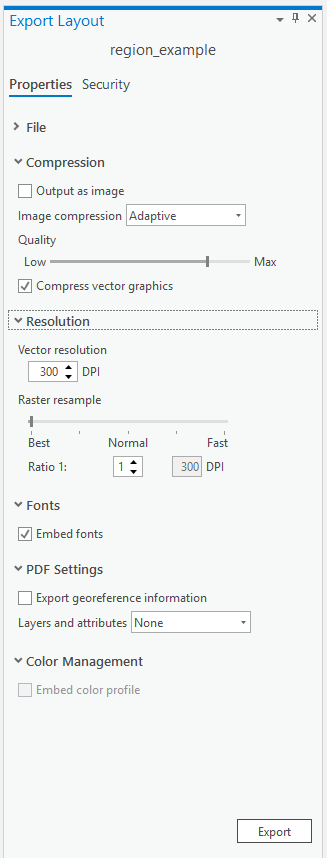 Export Layout
region_example
Properties Security
File
Compression
Output as image
Image compression Adaptive
Quality
Low Max
Compress vector graphics
Resolution
Vector resolution
300 DPI
Raster resample
Best Normal Fast
Ratio 1: 1 300 DPI
Fonts
Embed fonts
PDF Settings
Export georeference information
Layers and attributes None
Color Management
Embed color profile
Export